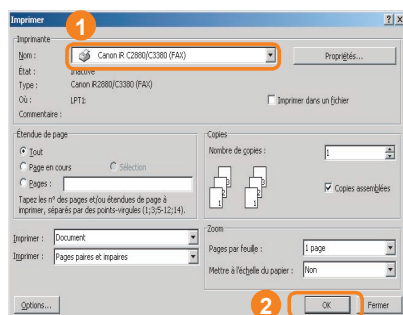 Imprimer
1
Imprimante
Nom : Canon iR C2880/C3380 (FAX) Propriétés...
État : Inactive
Type : Canon iR2880/C3380 (FAX)
Où : LPT1: Imprimer dans un fichier
Commentaire :
Étendue de page
Tout
Page en cours Sélection
Pages :
Tapez les n° des pages et/ou étendues de page à
imprimer, séparés par des points-virgules (1;3;5-12;14).
Copies
Nombre de copies : 1
Copies assemblées
Imprimer : Document
Imprimer : Pages paires et impaires
Zoom
Pages par feuille : 1 page
Mettre à l'échelle du papier : Non
Options... 2 OK Fermer